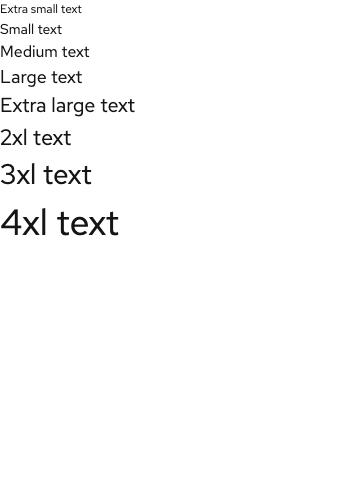 Extra small text
Small text
Medium text
Large text
Extra large text
2xl text
3xl text
4xl text